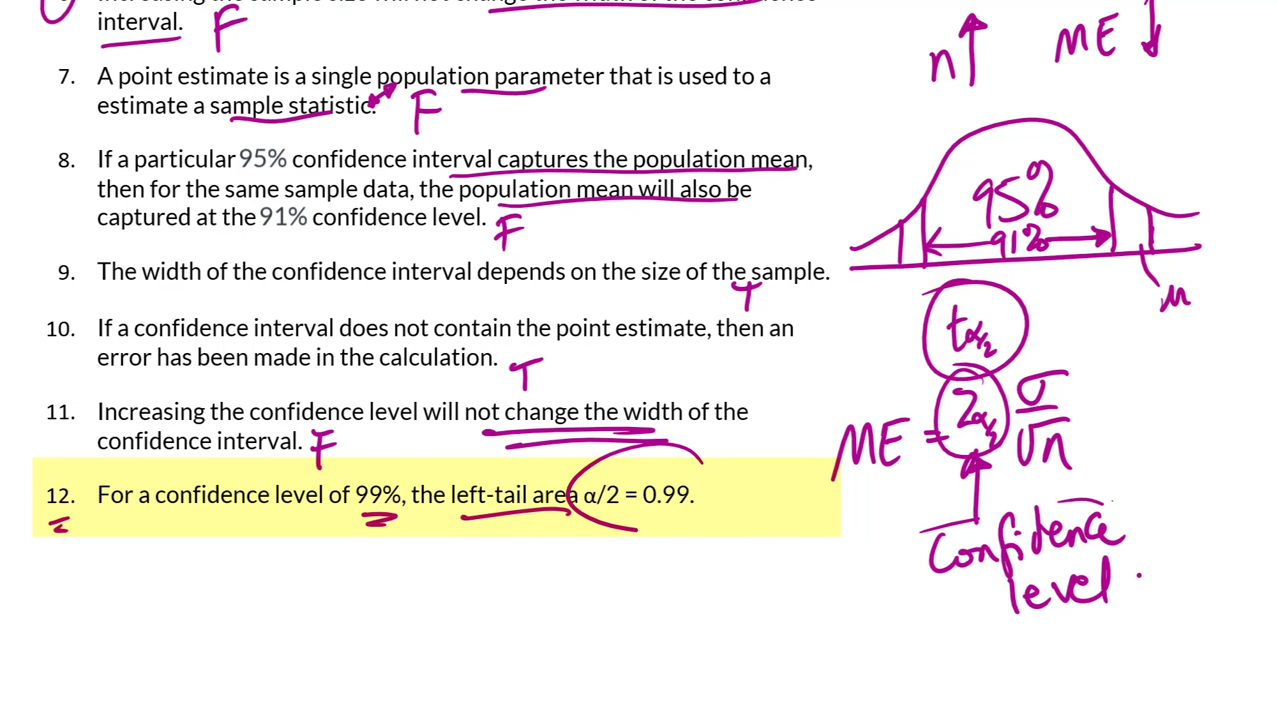 interval. F
7. A point estimate is a single population parameter that is used to a
estimate a sample statistic. F
8. If a particular 95% confidence interval captures the population mean,
then for the same sample data, the population mean will also be
captured at the 91% confidence level. F
9. The width of the confidence interval depends on the size of the sample.
T
10. If a confidence interval does not contain the point estimate, then an
error has been made in the calculation. T
11. Increasing the confidence level will not change the width of the
confidence interval. F
12. For a confidence level of 99%, the left-tail area α/2 = 0.99.
n↑ ME↓
95%
91%
μ
tα/2
ME = Zα/2 σ/√n
Confidence
level.